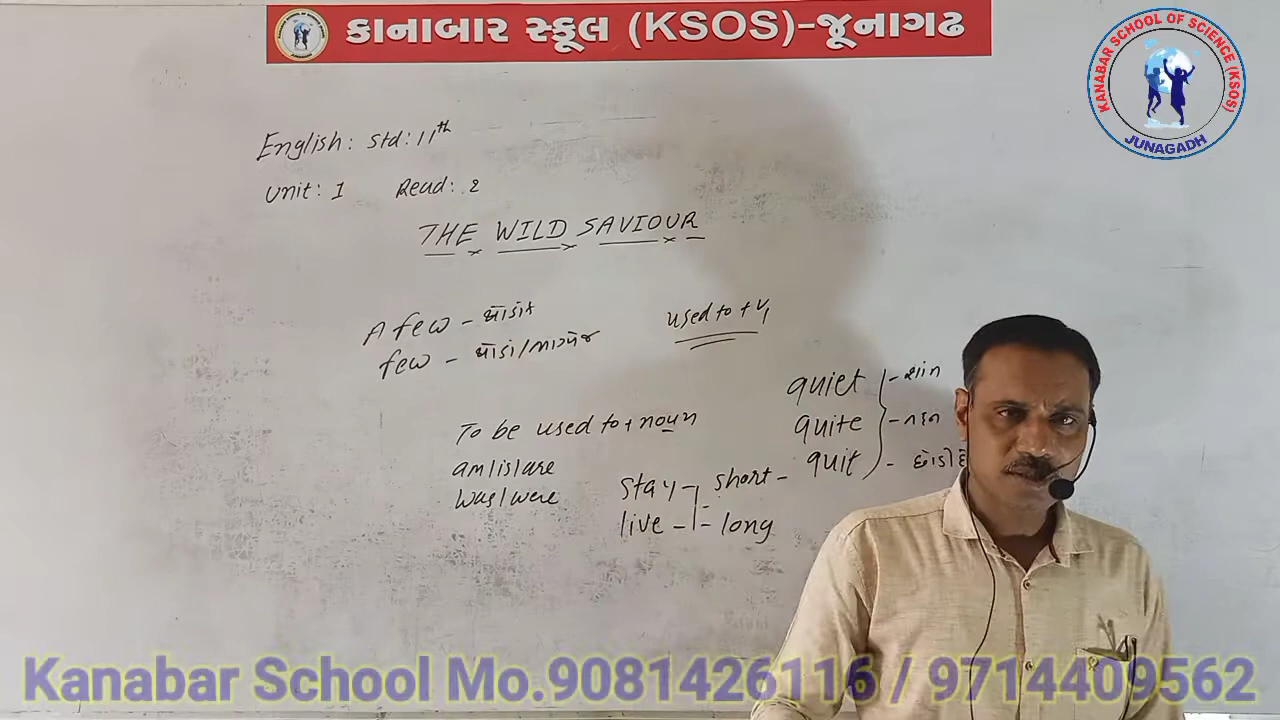 કાનાબાર સ્કૂલ (KSOS)-જૂનાગઢ
KANABAR SCHOOL OF SCIENCE (KSOS)
JUNAGADH
English: Std: 11th
Unit: 1 Read: 2
THE WILD SAVIOUR
A few - થોડાંક
few - થોડાં/ભાગ્યેજ
used to + V1
quiet - શાંત
quite - તદ્દન
quit - છોડી દે
To be used to + noun
am/is/are
was/were
stay - short -
live - - long
Kanabar School Mo.9081426116 / 9714409562